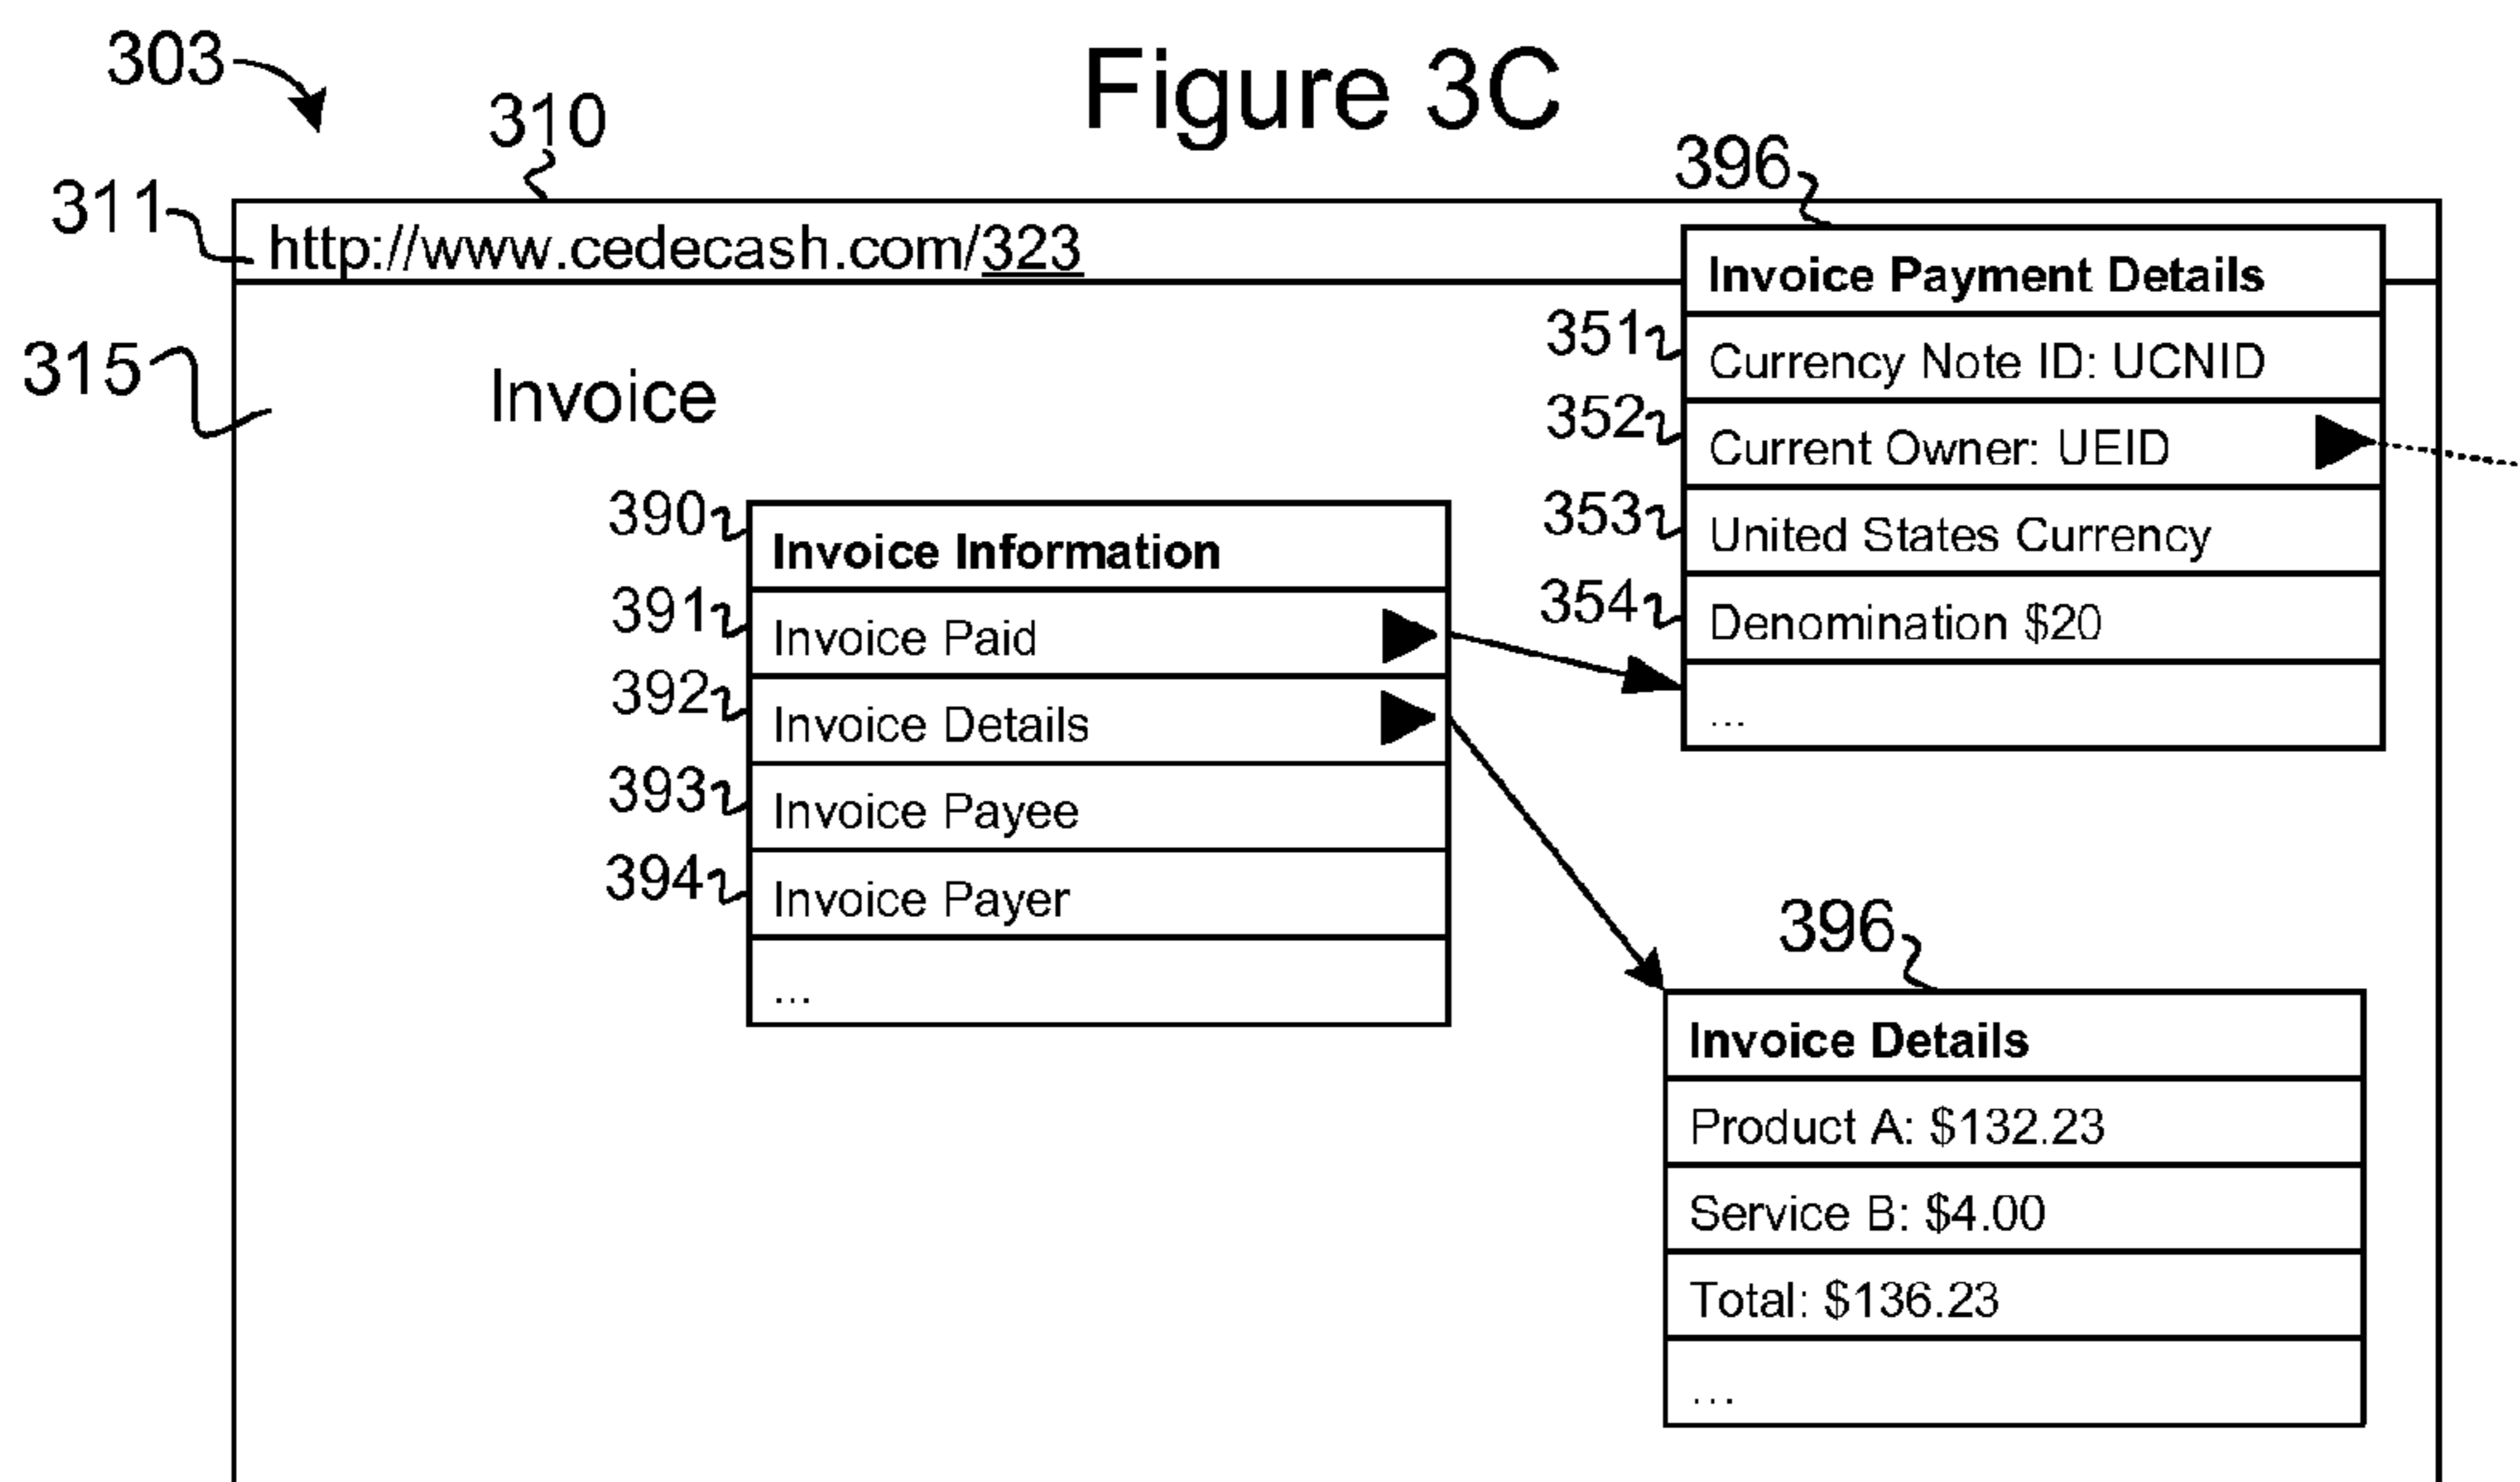 Figure 3C
303
310
311
http://www.cedecash.com/323
315
Invoice
396
Invoice Payment Details
351
Currency Note ID: UCNID
352
Current Owner: UEID
353
United States Currency
354
Denomination $20
...
390
Invoice Information
391
Invoice Paid
392
Invoice Details
393
Invoice Payee
394
Invoice Payer
...
396
Invoice Details
Product A: $132.23
Service B: $4.00
Total: $136.23
...